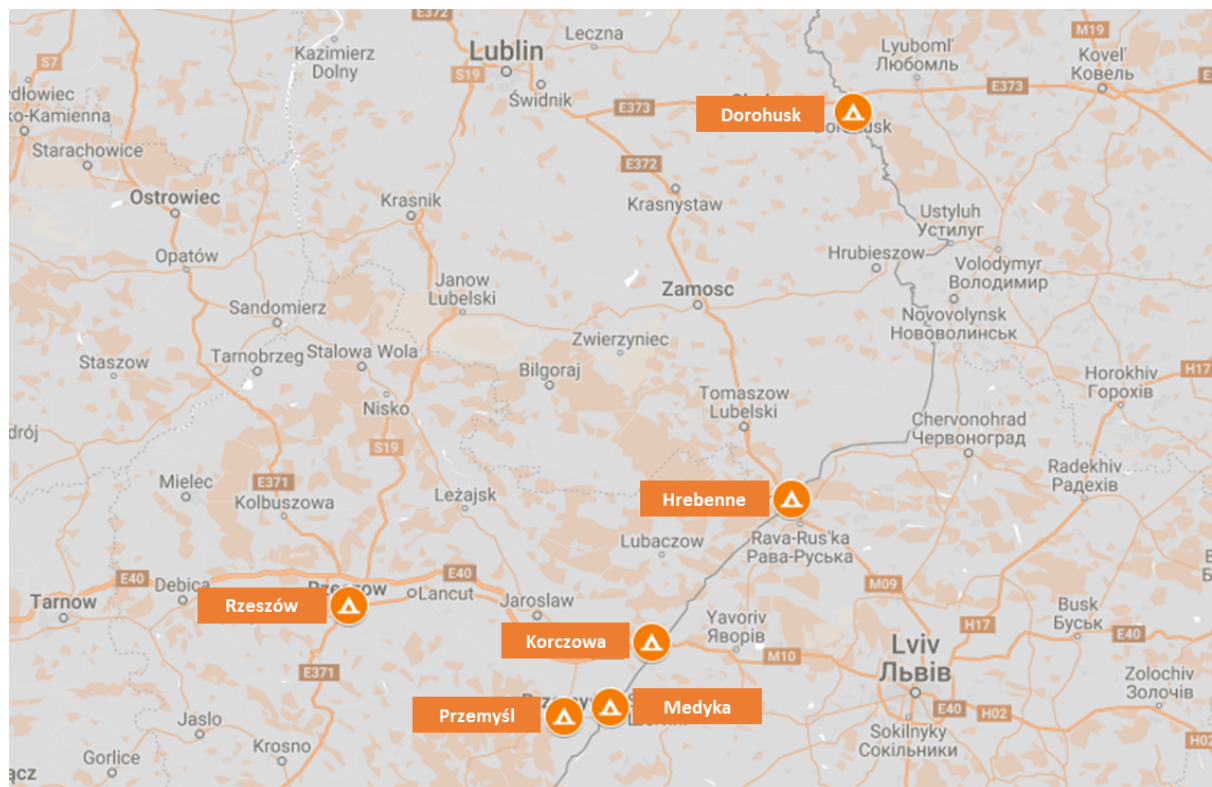 E372
Leczna
M19
Lublin
Kazimierz
Dolny
Lyuboml'
Любомль
Kovel'
Ковель
S7
S19
Świdnik
E373
E373
Dorohusk
E372
Starachowice
Ostrowiec
Krasnik
Krasnystaw
Ustyluh
Устилуг
Opatów
Hrubieszow
Volodymyr
Володимир
Janow
Lubelski
Zamosc
Sandomierz
Novovolynsk
Нововолинськ
Zwierzyniec
Tarnobrzeg
Stalowa Wola
Staszow
Bilgoraj
Horokhiv
Горохів
H17
Tomaszow
Lubelski
Nisko
Chervonohrad
Червоноград
S19
Radekhiv
Радехів
Mielec
E371
Kolbuszowa
Leżajsk
Hrebenne
Lubaczow
Rava-Rus'ka
Рава-Руська
E40
Debica
E40
Lancut
M09
Tarnow
Rzeszów
Jaroslaw
Busk
Буськ
Yavoriv
Яворів
H17
E40
Korczowa
M10
Lviv
Львів
E371
Zolochiv
Золочів
Przemyśl
Medyka
E40
H02
Jaslo
Krosno
Sokilnyky
Сокільники
H02
Gorlice